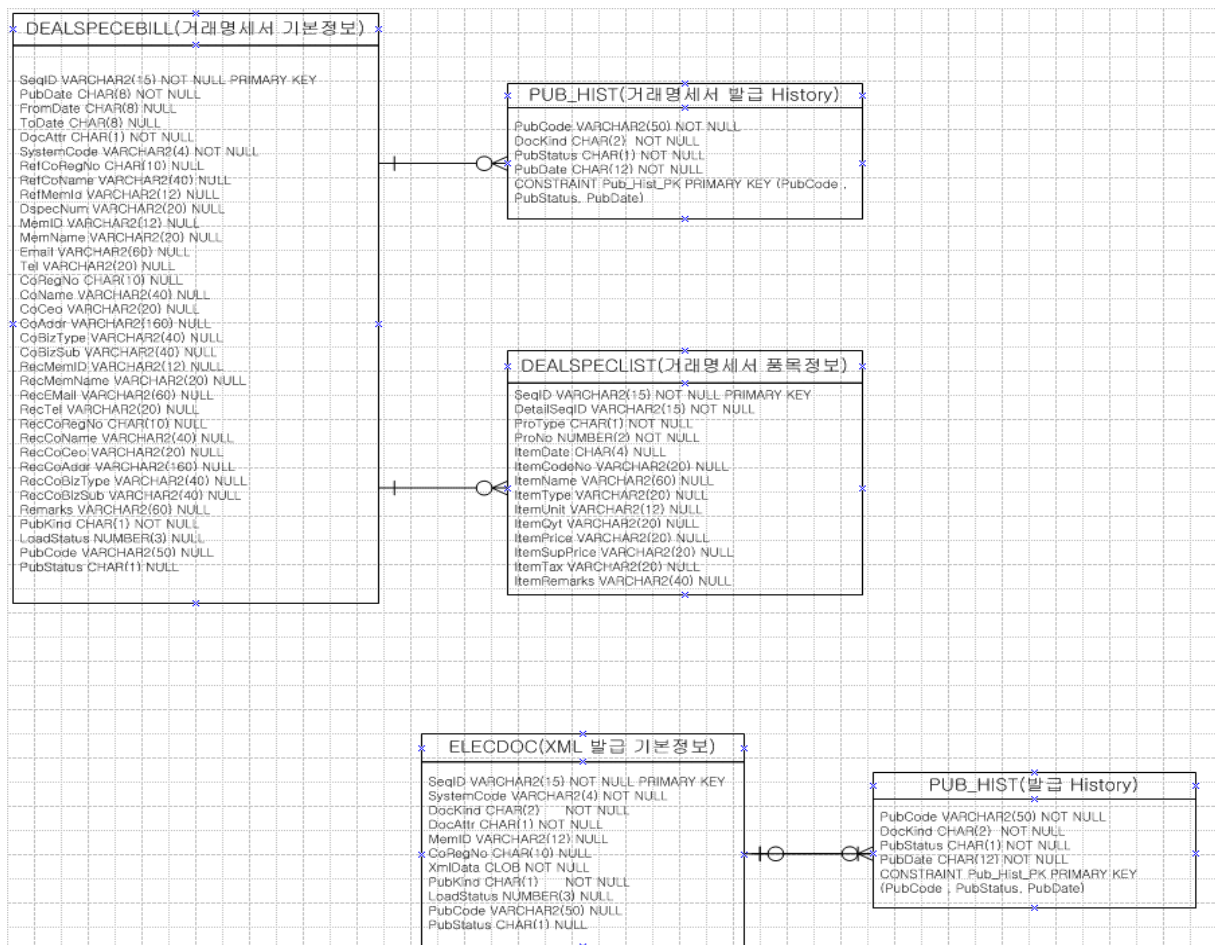 DEALSPECEBILL(거래명세서 기본정보)
SeqID VARCHAR2(15) NOT NULL PRIMARY KEY
PubDate CHAR(8) NOT NULL
FromDate CHAR(8) NULL
ToDate CHAR(8) NULL
DocAttr CHAR(1) NOT NULL
SystemCode VARCHAR2(4) NOT NULL
RefCoRegNo CHAR(10) NULL
RefCoName VARCHAR2(40) NULL
RefMemId VARCHAR2(12) NULL
DspecNum VARCHAR2(20) NULL
MemID VARCHAR2(12) NULL
MemName VARCHAR2(20) NULL
Email VARCHAR2(60) NULL
Tel VARCHAR2(20) NULL
CoRegNo CHAR(10) NULL
CoName VARCHAR2(40) NULL
CoCeo VARCHAR2(20) NULL
CoAddr VARCHAR2(160) NULL
CoBizType VARCHAR2(40) NULL
CoBizSub VARCHAR2(40) NULL
RecMemID VARCHAR2(12) NULL
RecMemName VARCHAR2(20) NULL
RecEMail VARCHAR2(60) NULL
RecTel VARCHAR2(20) NULL
RecCoRegNo CHAR(10) NULL
RecCoName VARCHAR2(40) NULL
RecCoCeo VARCHAR2(20) NULL
RecCoAddr VARCHAR2(160) NULL
RecCoBizType VARCHAR2(40) NULL
RecCoBizSub VARCHAR2(40) NULL
Remarks VARCHAR2(60) NULL
PubKind CHAR(1) NOT NULL
LoadStatus NUMBER(3) NULL
PubCode VARCHAR2(50) NULL
PubStatus CHAR(1) NULL
PUB_HIST(거래명세서 발급 History)
PubCode VARCHAR2(50) NOT NULL
DocKind CHAR(2) NOT NULL
PubStatus CHAR(1) NOT NULL
PubDate CHAR(12) NOT NULL
CONSTRAINT Pub_Hist_PK PRIMARY KEY (PubCode ,
PubStatus, PubDate)
DEALSPECLIST(거래명세서 품목정보)
SeqID VARCHAR2(15) NOT NULL PRIMARY KEY
DetailSeqID VARCHAR2(15) NOT NULL
ProType CHAR(1) NOT NULL
ProNo NUMBER(2) NOT NULL
ItemDate CHAR(4) NULL
ItemCodeNo VARCHAR2(20) NULL
ItemName VARCHAR2(60) NULL
ItemType VARCHAR2(20) NULL
ItemUnit VARCHAR2(12) NULL
ItemQyt VARCHAR2(20) NULL
ItemPrice VARCHAR2(20) NULL
ItemSupPrice VARCHAR2(20) NULL
ItemTax VARCHAR2(20) NULL
ItemRemarks VARCHAR2(40) NULL
ELECDOC(XML 발급 기본정보)
SeqID VARCHAR2(15) NOT NULL PRIMARY KEY
SystemCode VARCHAR2(4) NOT NULL
DocKind CHAR(2) NOT NULL
DocAttr CHAR(1) NOT NULL
MemID VARCHAR2(12) NULL
CoRegNo CHAR(10) NULL
XmlData CLOB NOT NULL
PubKind CHAR(1) NOT NULL
LoadStatus NUMBER(3) NULL
PubCode VARCHAR2(50) NULL
PubStatus CHAR(1) NULL
PUB_HIST(발급 History)
PubCode VARCHAR2(50) NOT NULL
DocKind CHAR(2) NOT NULL
PubStatus CHAR(1) NOT NULL
PubDate CHAR(12) NOT NULL
CONSTRAINT Pub_Hist_PK PRIMARY KEY
(PubCode , PubStatus, PubDate)